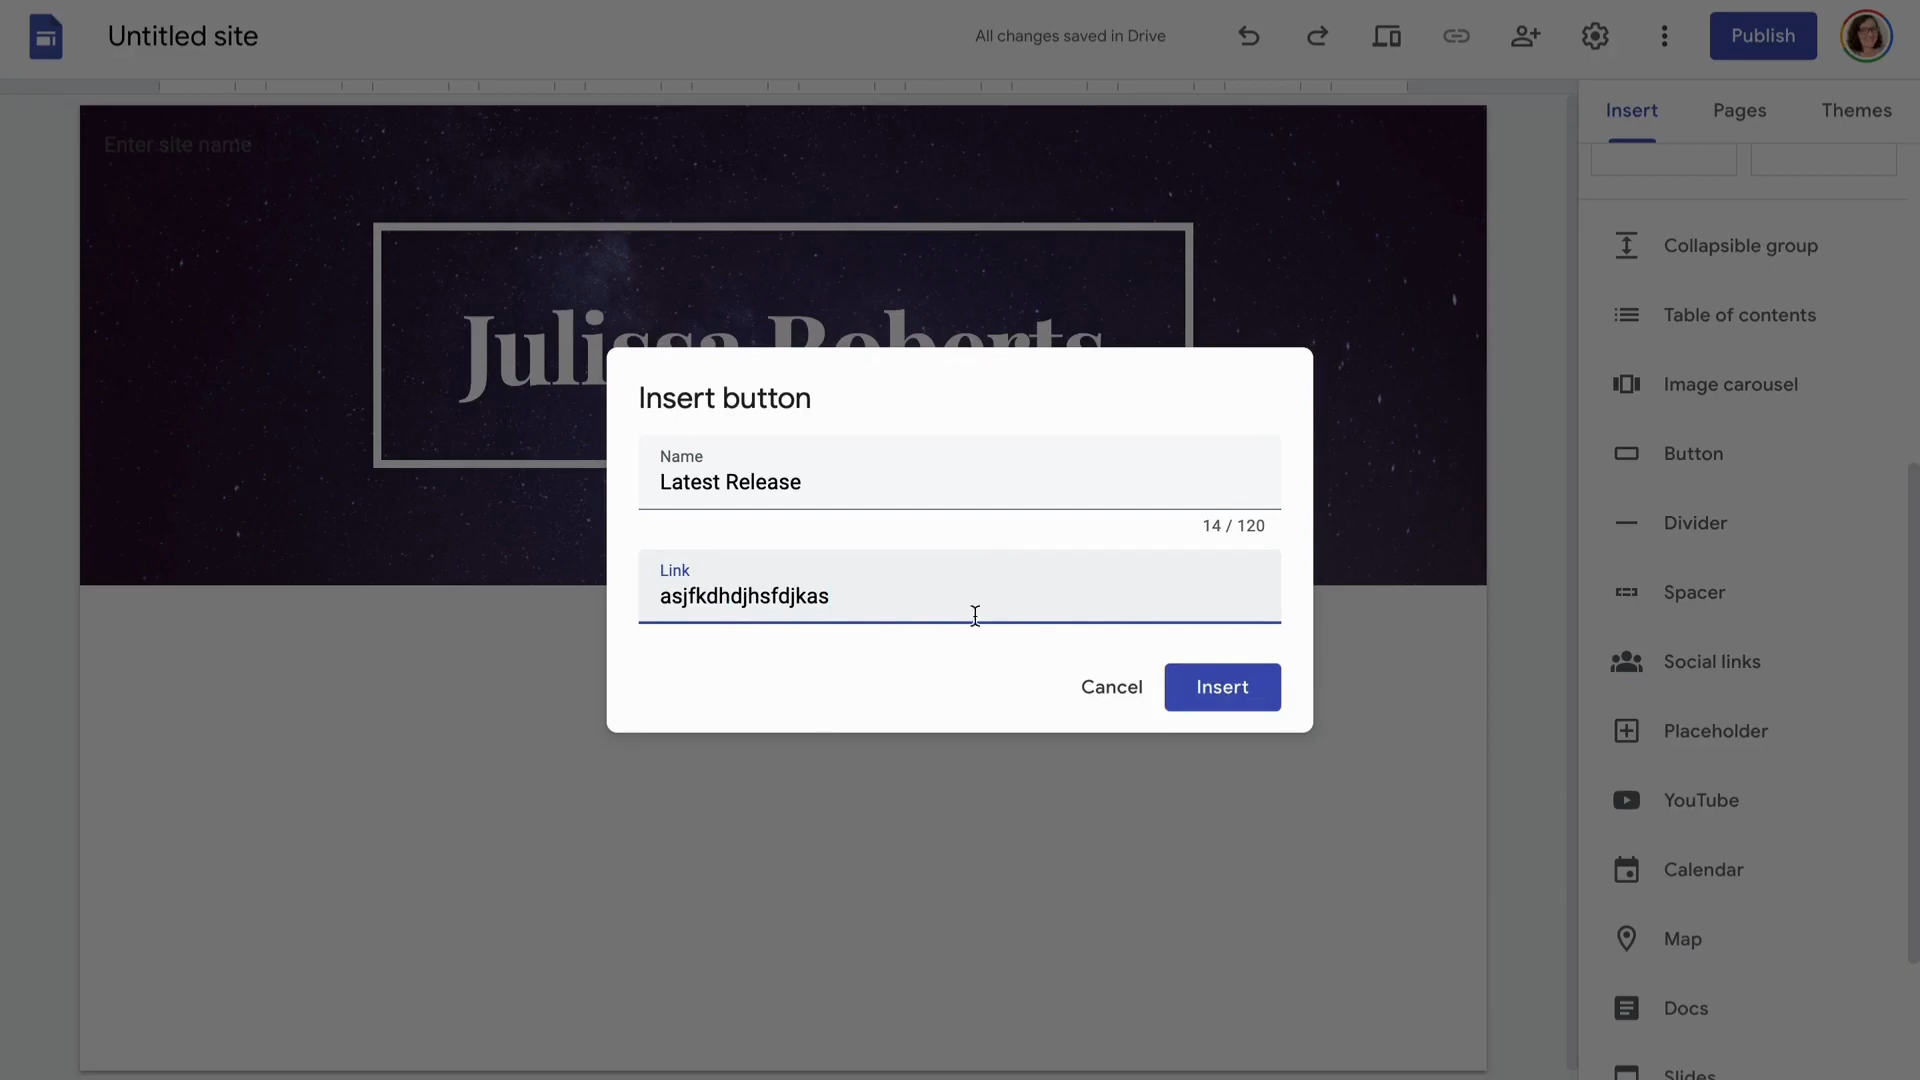 Untitled site
All changes saved in Drive
Publish
Insert Pages Themes
Enter site name
Julissa Roberts
Insert button
Name
Latest Release
14 / 120
Link
asjfkdhdjhsfdjkas
Cancel Insert
Collapsible group
Table of contents
Image carousel
Button
Divider
Spacer
Social links
Placeholder
YouTube
Calendar
Map
Docs
Slides